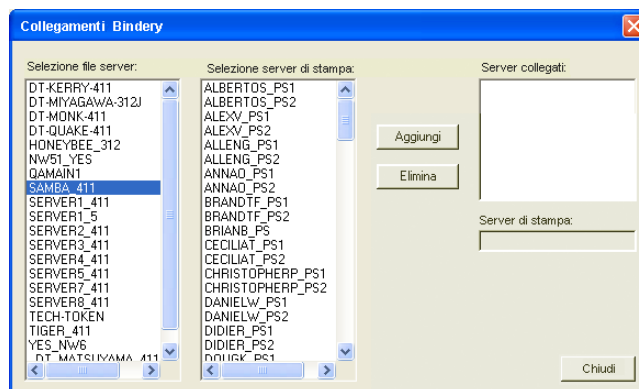 Collegamenti Bindery
Selezione file server:
DT-KERRY-411
DT-MIYAGAWA-312J
DT-MONK-411
DT-QUAKE-411
HONEYBEE_312
NW51_YES
QAMAIN1
SAMBA_411
SERVER1_411
SERVER1_5
SERVER2_411
SERVER3_411
SERVER4_411
SERVER5_411
SERVER7_411
SERVER8_411
TECH-TOKEN
TIGER_411
YES_NW6
_DT_MATSUYAMA_411
Selezione server di stampa:
ALBERTOS_PS1
ALBERTOS_PS2
ALEXV_PS1
ALEXV_PS2
ALLENG_PS1
ALLENG_PS2
ANNAO_PS1
ANNAO_PS2
BRANDTF_PS1
BRANDTF_PS2
BRIANB_PS
CECILIAT_PS1
CECILIAT_PS2
CHRISTOPHERP_PS1
CHRISTOPHERP_PS2
DANIELW_PS1
DANIELW_PS2
DIDIER_PS1
DIDIER_PS2
DOUGK_PS1
Aggiungi
Elimina
Server collegati:
Server di stampa:
Chiudi